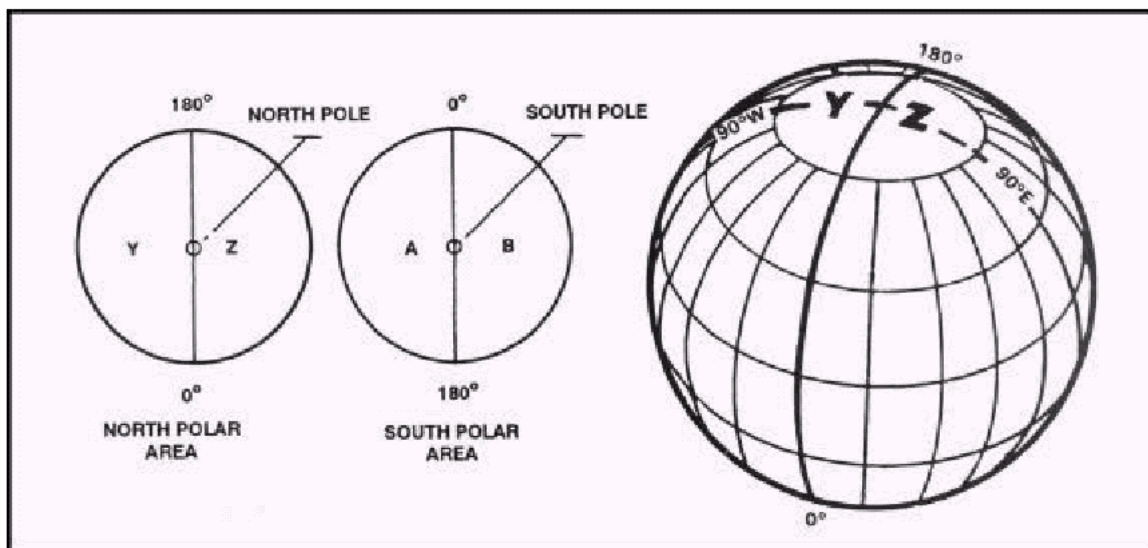 180°
NORTH POLE
Y
Z
0°
NORTH POLAR
AREA
0°
SOUTH POLE
A
B
180°
SOUTH POLAR
AREA
180°
90°W
Y
Z
90°E
0°